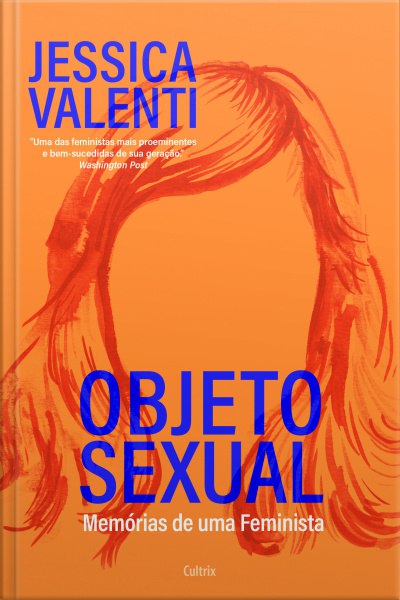 JESSICA
VALENTI
"Uma das feministas mais proeminentes
e bem-sucedidas de sua geração."
Washington Post
OBJETO
SEXUAL
Memórias de uma Feminista
Cultrix